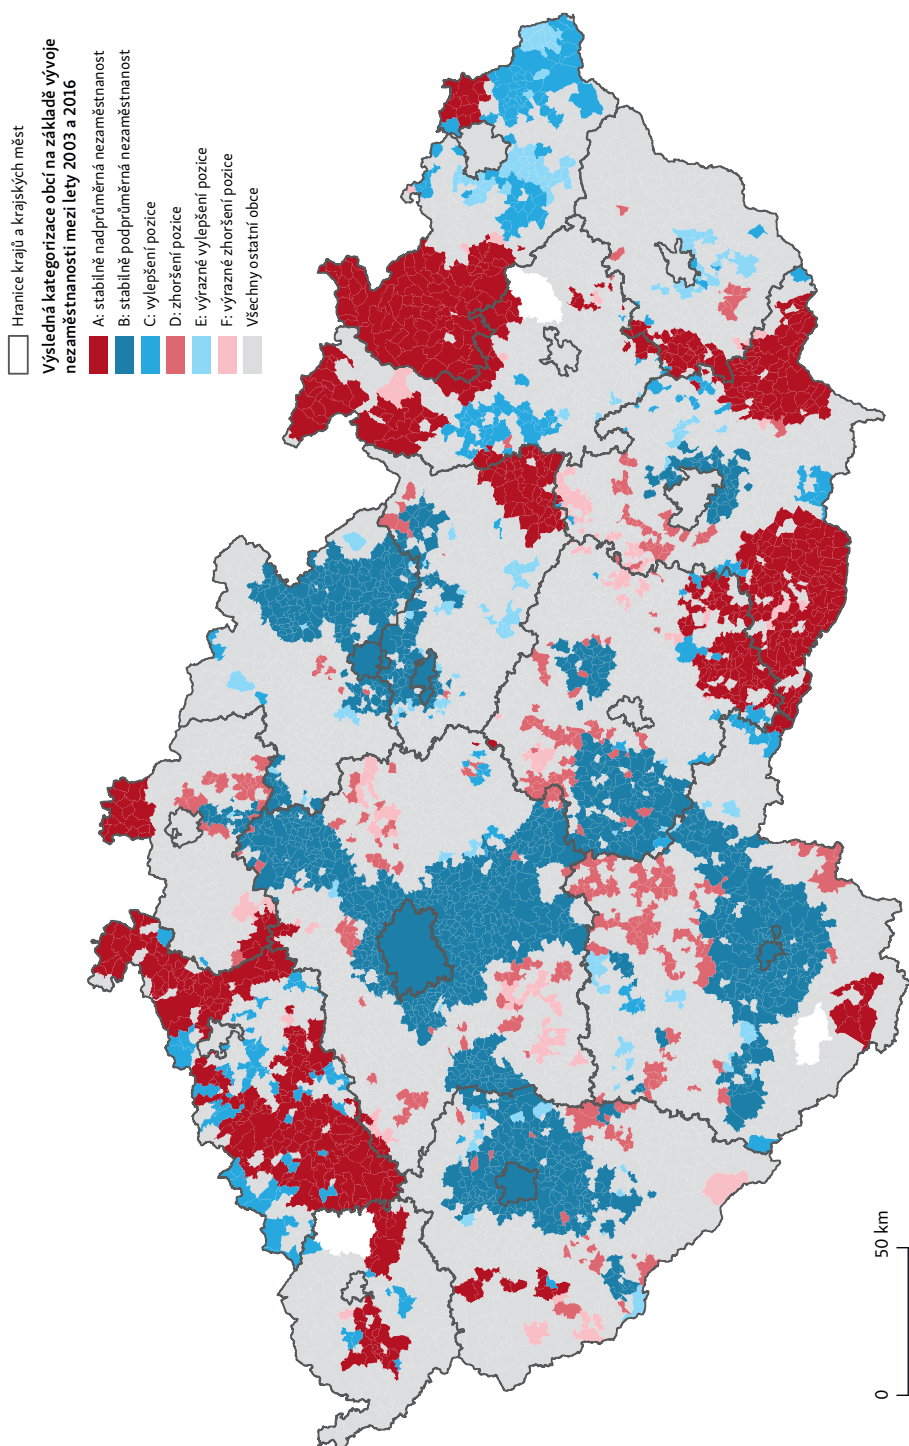 Hranice krajů a krajských měst
Výsledná kategorizace obcí na základě vývoje
nezaměstnanosti mezi lety 2003 a 2016
A: stabilně nadprůměrná nezaměstnanost
B: stabilně podprůměrná nezaměstnanost
C: vylepšení pozice
D: zhoršení pozice
E: výrazné vylepšení pozice
F: výrazné zhoršení pozice
Všechny ostatní obce
0 50 km